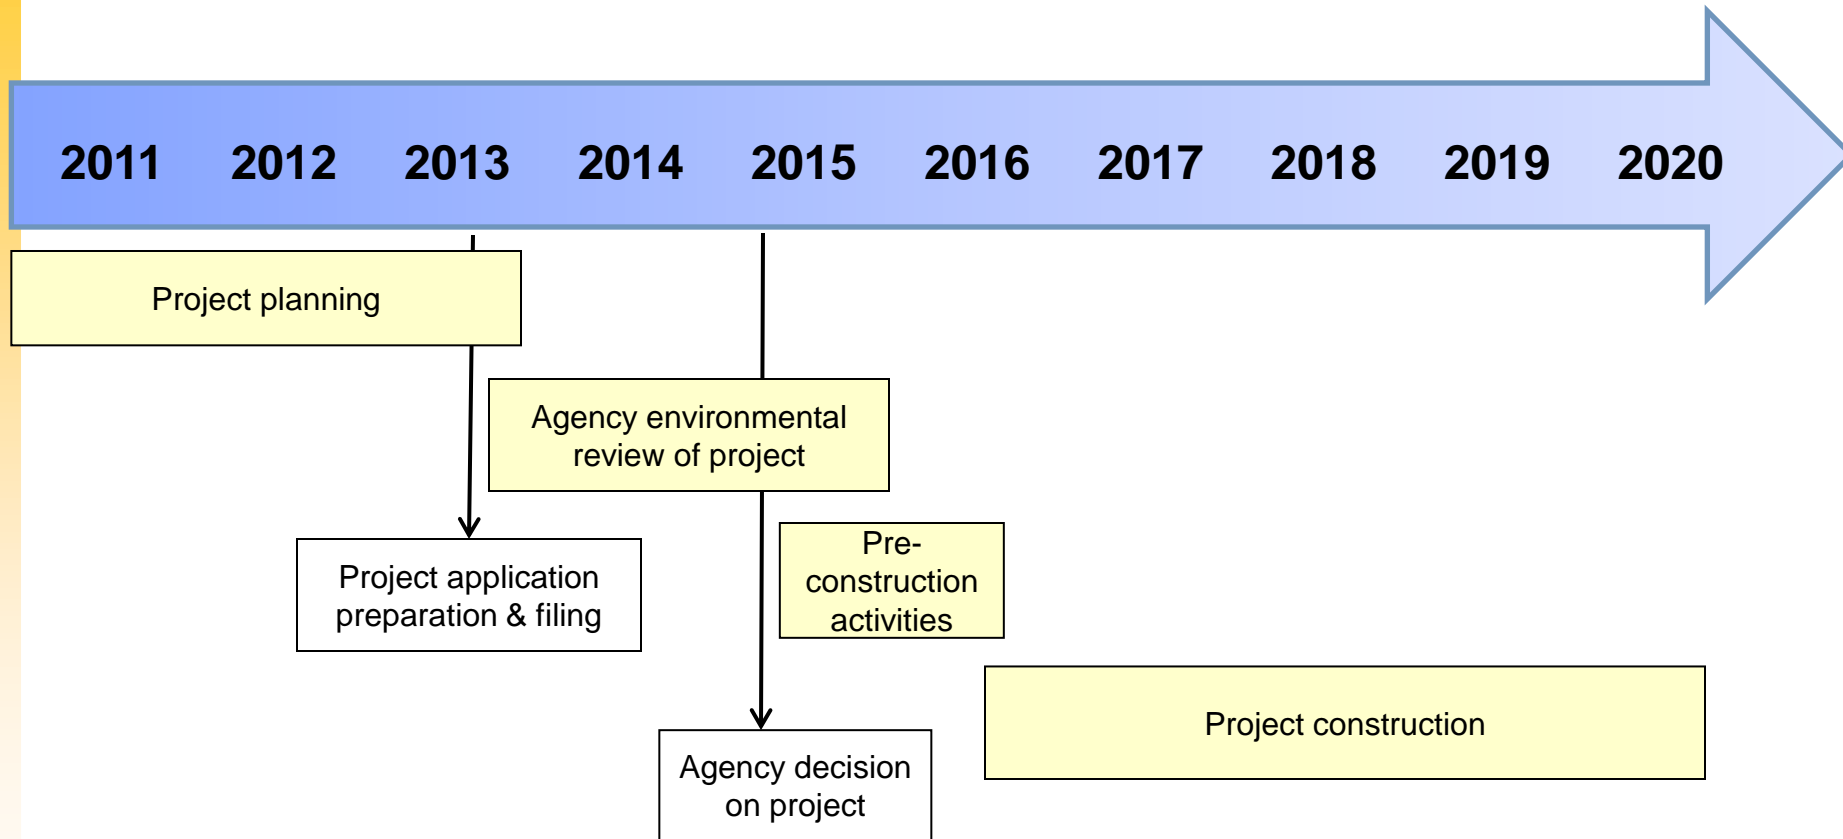 2011 2012 2013 2014 2015 2016 2017 2018 2019 2020
Project planning
Agency environmental
review of project
Project application
preparation & filing
Pre-
construction
activities
Project construction
Agency decision
on project